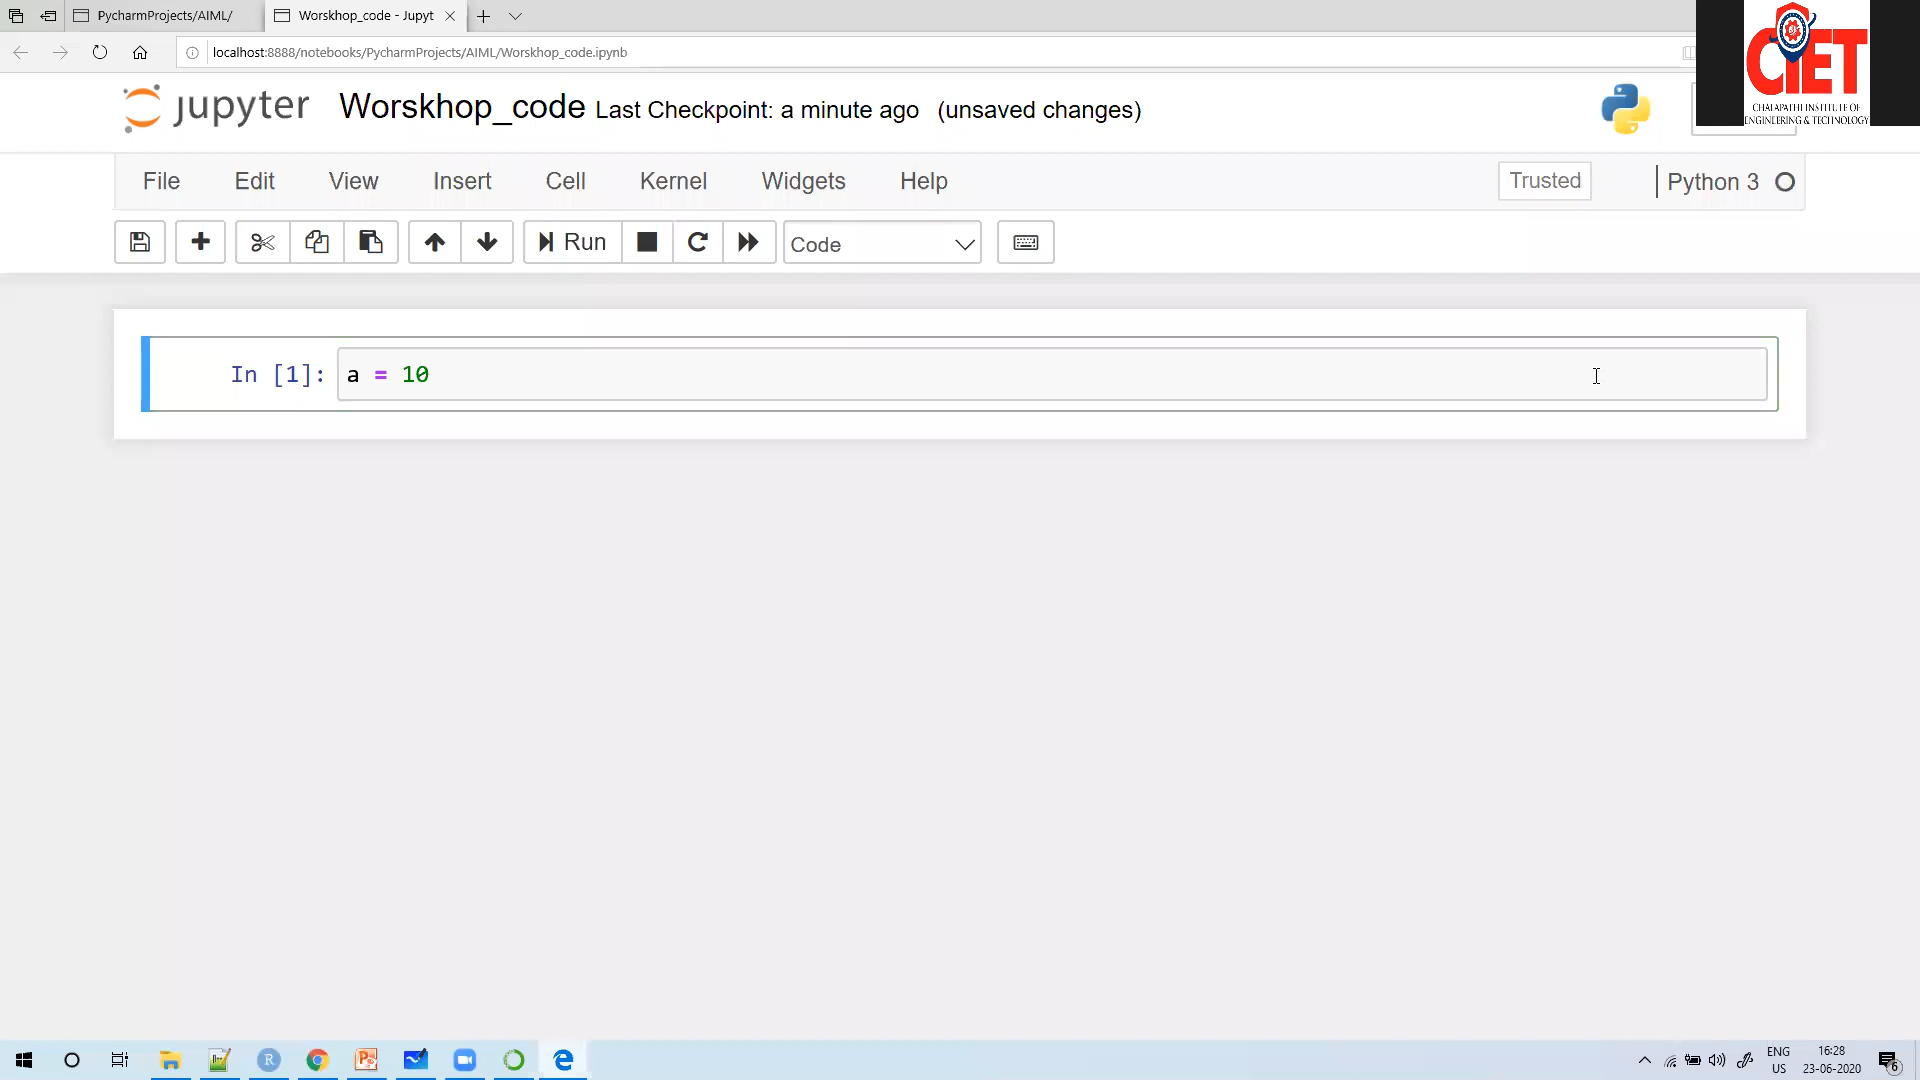 PycharmProjects/AIML/
Worskhop_code - Jupyt
localhost:8888/notebooks/PycharmProjects/AIML/Worskhop_code.ipynb
CIET
CHALAPATHI INSTITUTE OF
ENGINEERING & TECHNOLOGY
jupyter Worskhop_code Last Checkpoint: a minute ago (unsaved changes)
File Edit View Insert Cell Kernel Widgets Help Trusted Python 3
Run Code
In [1]: a = 10
ENG
US
16:28
23-06-2020
6